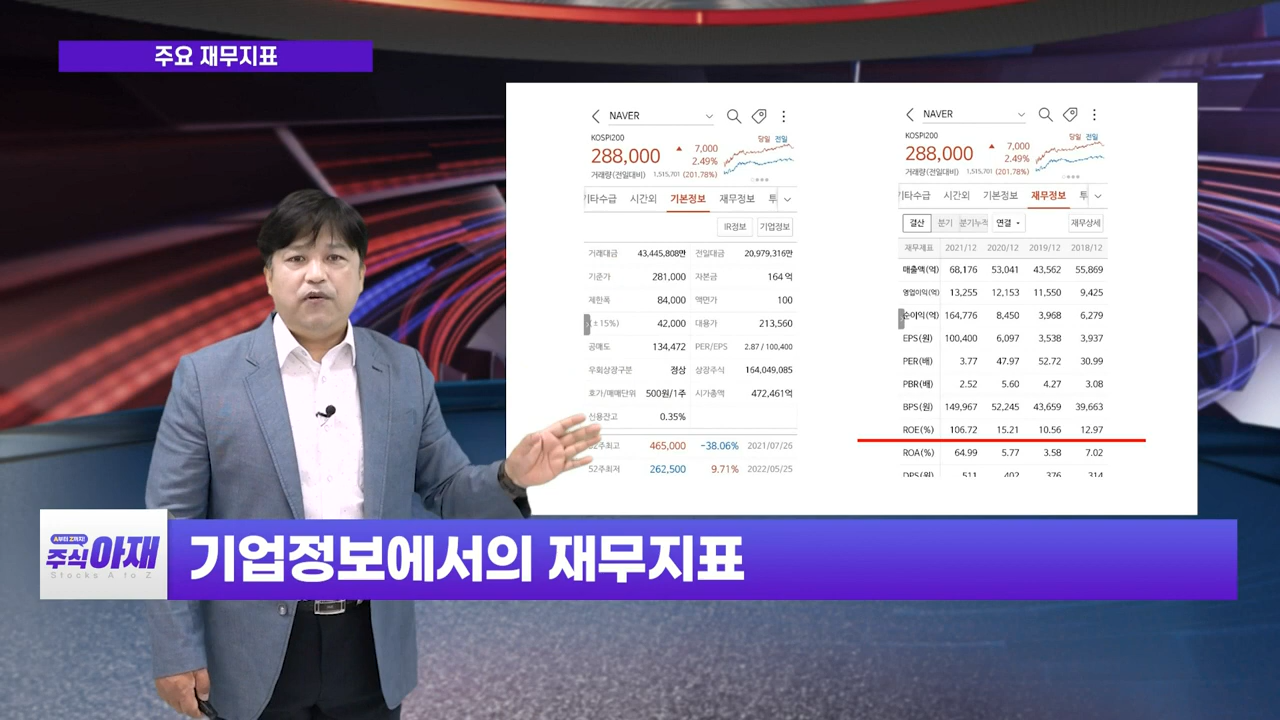 주요 재무지표
NAVER
KOSPI200
288,000 ▲ 7,000
2.49%
당일 전일
거래량(전일대비) 1,515,701 (201.78%)
기타수급 시간외 기본정보 재무정보 투
IR정보 기업정보
거래대금 43,445,808만 전일대금 20,979,316만
기준가 281,000 자본금 164 억
제한폭 84,000 액면가 100
(±15%) 42,000 대용가 213,560
공매도 134,472 PER/EPS 2.87 / 100,400
우회상장구분 정상 상장주식 164,049,085
호가/매매단위 500원/1주 시가총액 472,461억
신용잔고 0.35%
52주최고 465,000 -38.06% 2021/07/26
52주최저 262,500 9.71% 2022/05/25
NAVER
KOSPI200
288,000 ▲ 7,000
2.49%
당일 전일
거래량(전일대비) 1,515,701 (201.78%)
기타수급 시간외 기본정보 재무정보 투
결산 분기 분기누적 연결 재무상세
재무제표 2021/12 2020/12 2019/12 2018/12
매출액(억) 68,176 53,041 43,562 55,869
영업이익(억) 13,255 12,153 11,550 9,425
순이익(억) 164,776 8,450 3,968 6,279
EPS(원) 100,400 6,097 3,538 3,937
PER(배) 3.77 47.97 52.72 30.99
PBR(배) 2.52 5.60 4.27 3.08
BPS(원) 149,967 52,245 43,659 39,663
ROE(%) 106.72 15.21 10.56 12.97
ROA(%) 64.99 5.77 3.58 7.02
DPS(원) 511 402 376 314
A부터 Z까지!
주식아재
Stocks A to Z
기업정보에서의 재무지표